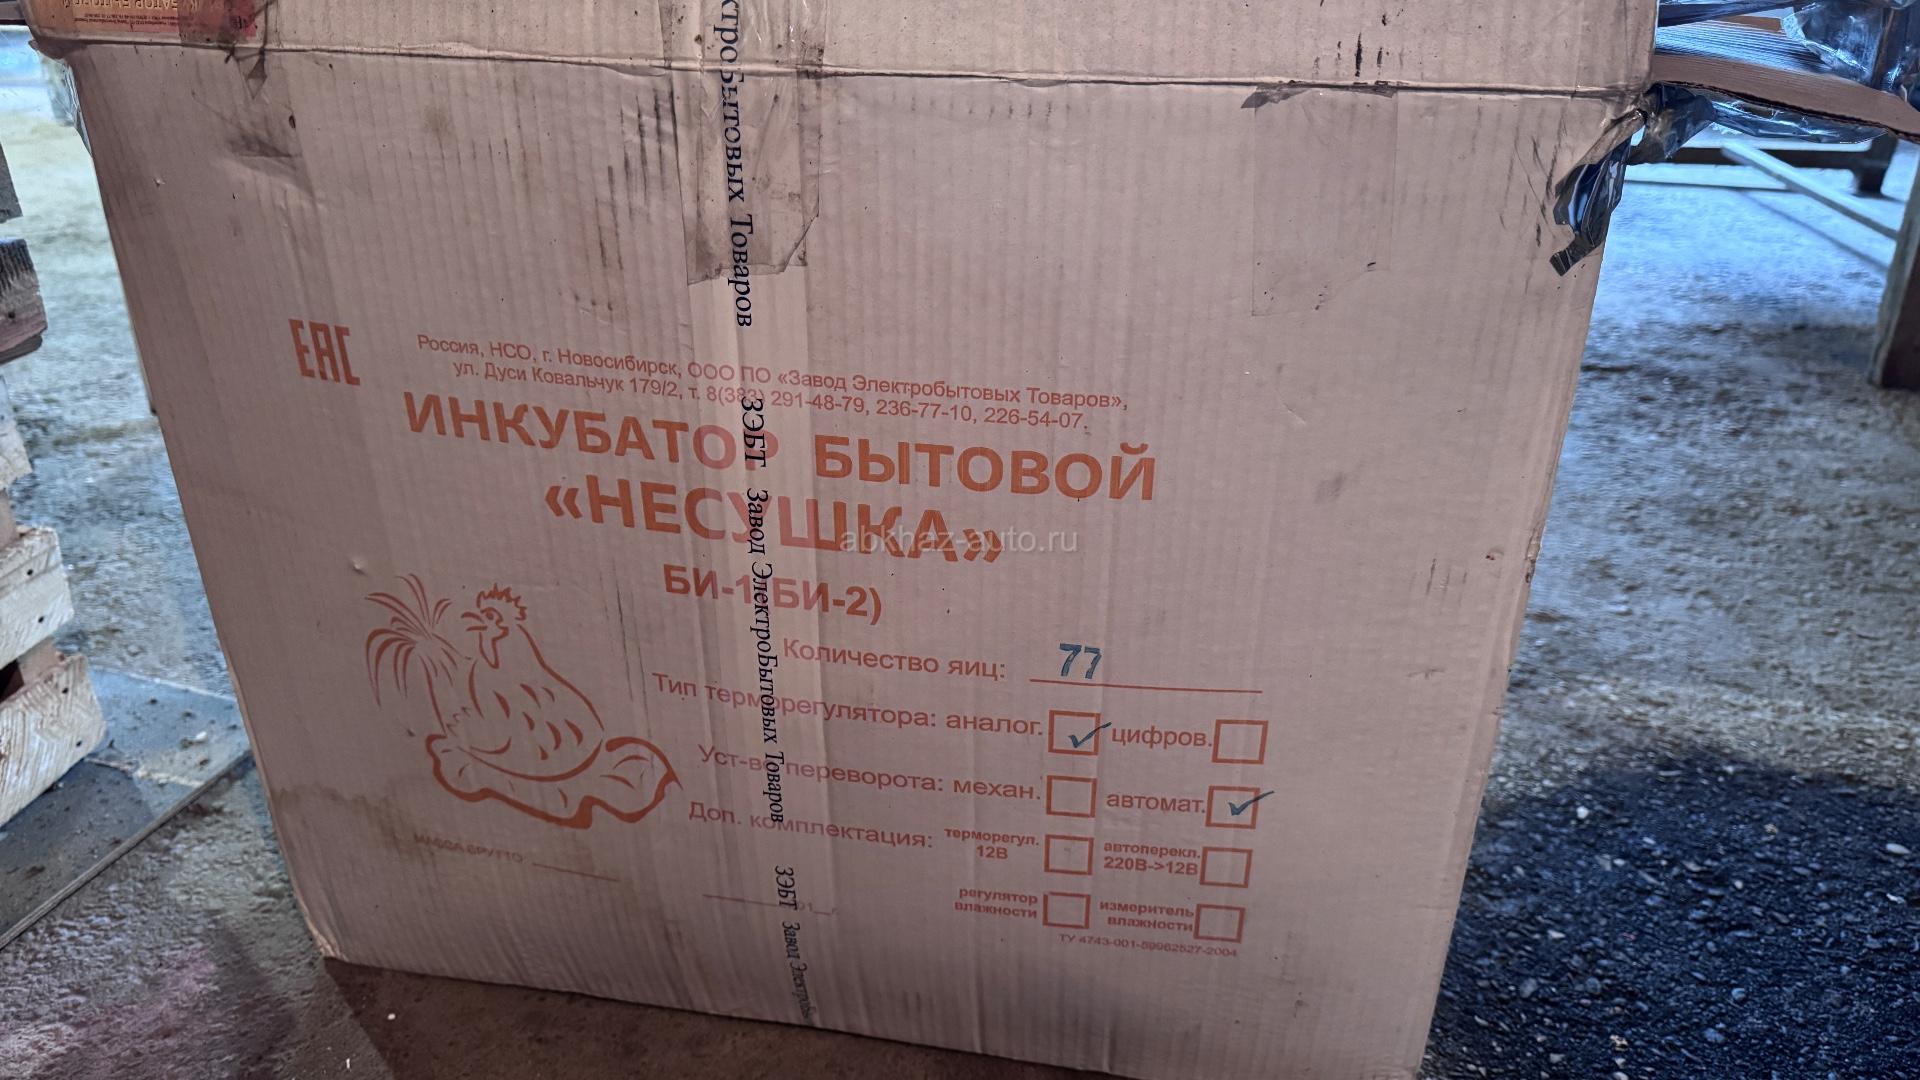 ктроБытовых Товаров
ЕАС
Россия, НСО, г. Новосибирск, ООО ПО «Завод Электробытовых Товаров»,
ул. Дуси Ковальчук 179/2, т. 8(383) 291-48-79, 236-77-10, 226-54-07.
ИНКУБАТОР БЫТОВОЙ
«НЕСУШКА»
БИ-1(БИ-2)
abkhaz-auto.ru
ЗЭБТ Завод ЭлектроБытовых Товаров
Количество яиц: 77
Тип терморегулятора: аналог. цифров.
Уст-во переворота: механ. автомат.
Доп. комплектация: терморегул. 12В автоперекл. 220В->12В
регулятор влажности измеритель влажности
МАССА БРУТТО
ЗЭБТ Завод ЭлектроБы
ТУ 4743-001-59962527-2004